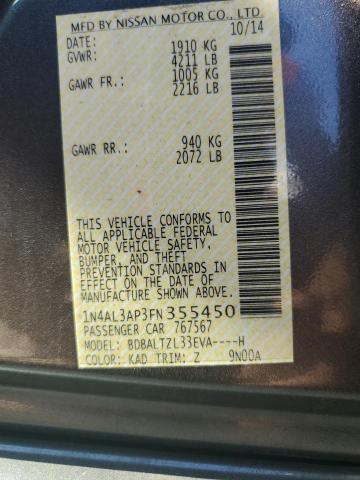 MFD BY NISSAN MOTOR CO., LTD
DATE: 10/14
GVWR: 1910 KG
4211 LB
GAWR FR.: 1005 KG
2216 LB
GAWR RR.: 940 KG
2072 LB
THIS VEHICLE CONFORMS TO
ALL APPLICABLE FEDERAL
MOTOR VEHICLE SAFETY,
BUMPER, AND THEFT
PREVENTION STANDARDS IN
EFFECT ON THE DATE OF
MANUFACTURE SHOWN ABOVE.
1N4AL3AP3FN355450
PASSENGER CAR 767567
MODEL: BDBALTZL33EVA----H
COLOR: KAD TRIM: Z 9N00A